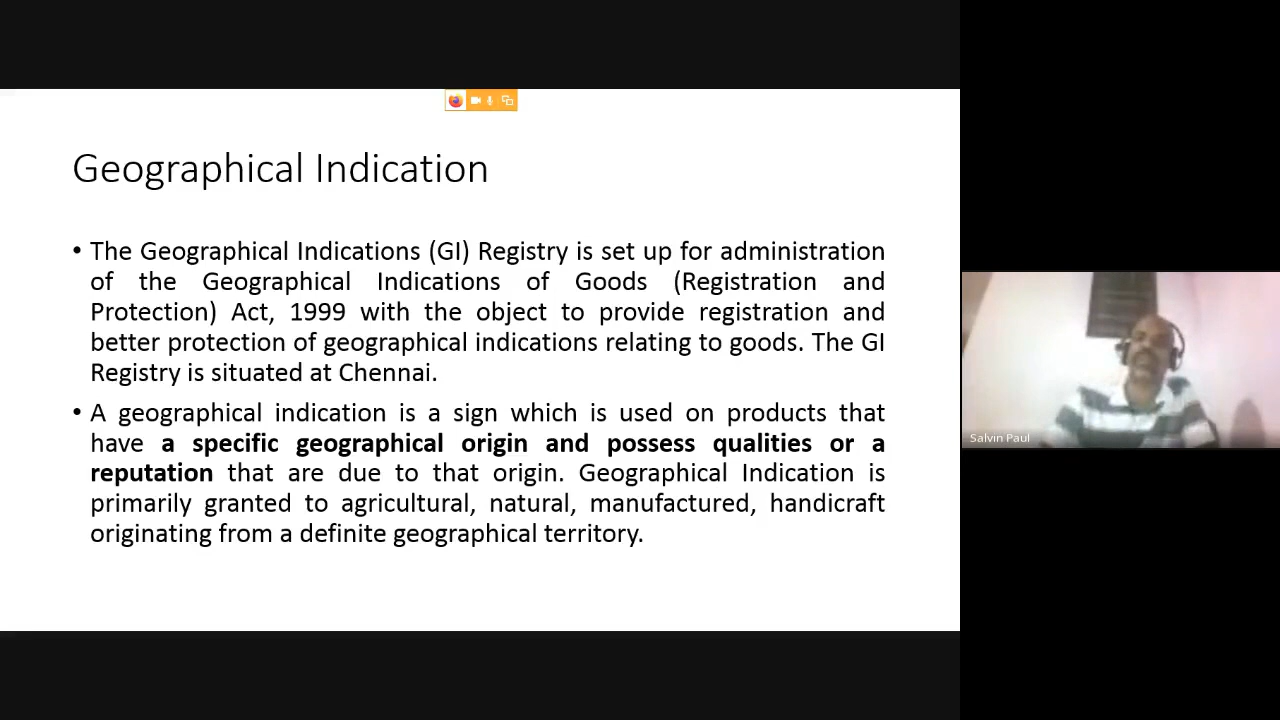 Geographical Indication
• The Geographical Indications (GI) Registry is set up for administration
of the Geographical Indications of Goods (Registration and
Protection) Act, 1999 with the object to provide registration and
better protection of geographical indications relating to goods. The GI
Registry is situated at Chennai.
• A geographical indication is a sign which is used on products that
have a specific geographical origin and possess qualities or a
reputation that are due to that origin. Geographical Indication is
primarily granted to agricultural, natural, manufactured, handicraft
originating from a definite geographical territory.
Salvin Paul